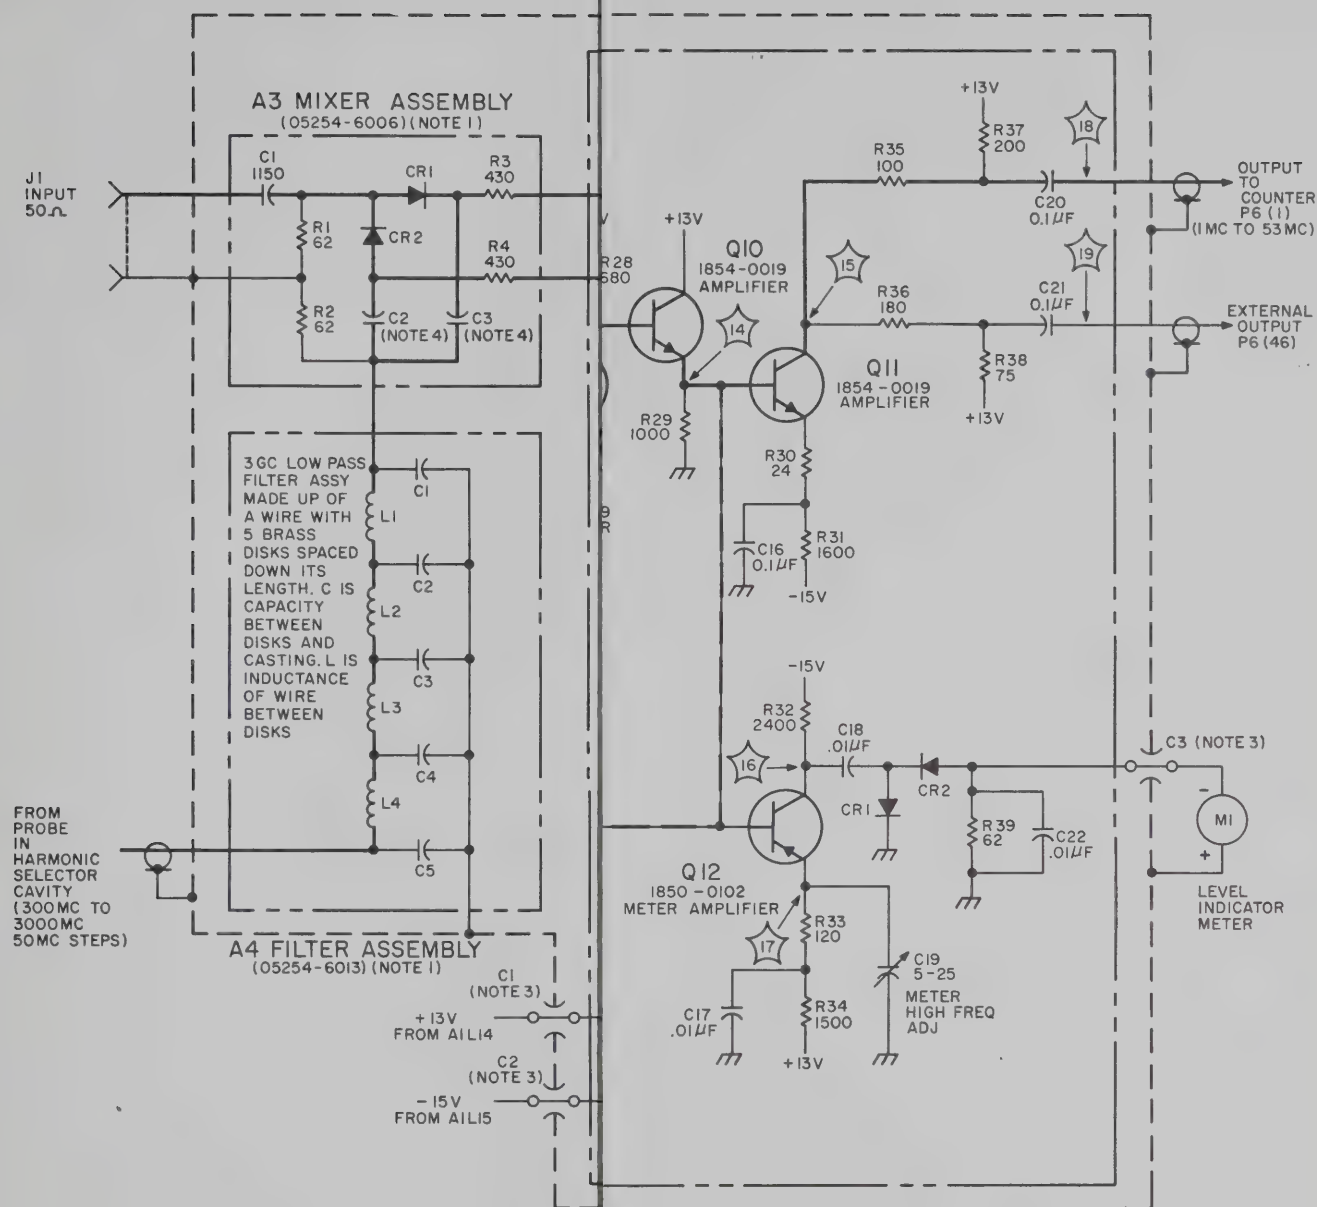 A3 MIXER ASSEMBLY
(05254-6006) (NOTE 1)
J1
INPUT
50Ω
C1
1150
CR1
R3
430
R1
62
CR2
R4
430
R2
62
C2
(NOTE 4)
C3
(NOTE 4)
3GC LOW PASS
FILTER ASSY
MADE UP OF
A WIRE WITH
5 BRASS
DISKS SPACED
DOWN ITS
LENGTH. C IS
CAPACITY
BETWEEN
DISKS AND
CASTING. L IS
INDUCTANCE
OF WIRE
BETWEEN
DISKS
C1
L1
C2
L2
C3
L3
C4
L4
C5
FROM
PROBE
IN
HARMONIC
SELECTOR
CAVITY
(300MC TO
3000MC
50MC STEPS)
A4 FILTER ASSEMBLY
(05254-6013) (NOTE 1)
C1
(NOTE 3)
+13V
FROM A1L14
C2
(NOTE 3)
-15V
FROM A1L15
V
R28
680
9
R
+13V
Q10
1854-0019
AMPLIFIER
14
R29
1000
15
Q11
1854-0019
AMPLIFIER
R35
100
+13V
R37
200
18
C20
0.1µF
OUTPUT
TO
COUNTER
P6 (1)
(1MC TO 53MC)
R36
180
C21
0.1µF
19
EXTERNAL
OUTPUT
P6 (46)
R38
75
+13V
R30
24
C16
0.1µF
R31
1600
-15V
-15V
R32
2400
16
C18
.01µF
CR1
CR2
R39
62
C22
.01µF
C3 (NOTE 3)
-
M1
+
LEVEL
INDICATOR
METER
Q12
1850-0102
METER AMPLIFIER
17
R33
120
C19
5-25
METER
HIGH FREQ
ADJ
C17
.01µF
R34
1500
+13V